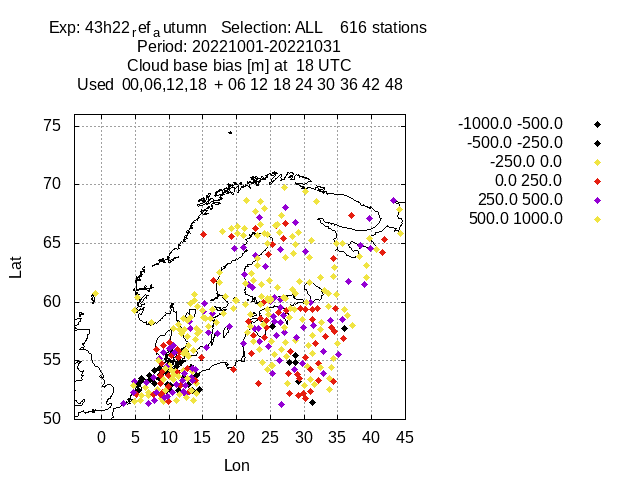 Exp: 43h22 ref a utumn Selection: ALL 616 stations
Period: 20221001-20221031
Cloud base bias [m] at 18 UTC
Used 00,06,12,18 + 06 12 18 24 30 36 42 48
-1000.0 -500.0
-500.0 -250.0
-250.0 0.0
0.0 250.0
250.0 500.0
500.0 1000.0
75
70
65
60
55
50
Lat
0 5 10 15 20 25 30 35 40 45
Lon